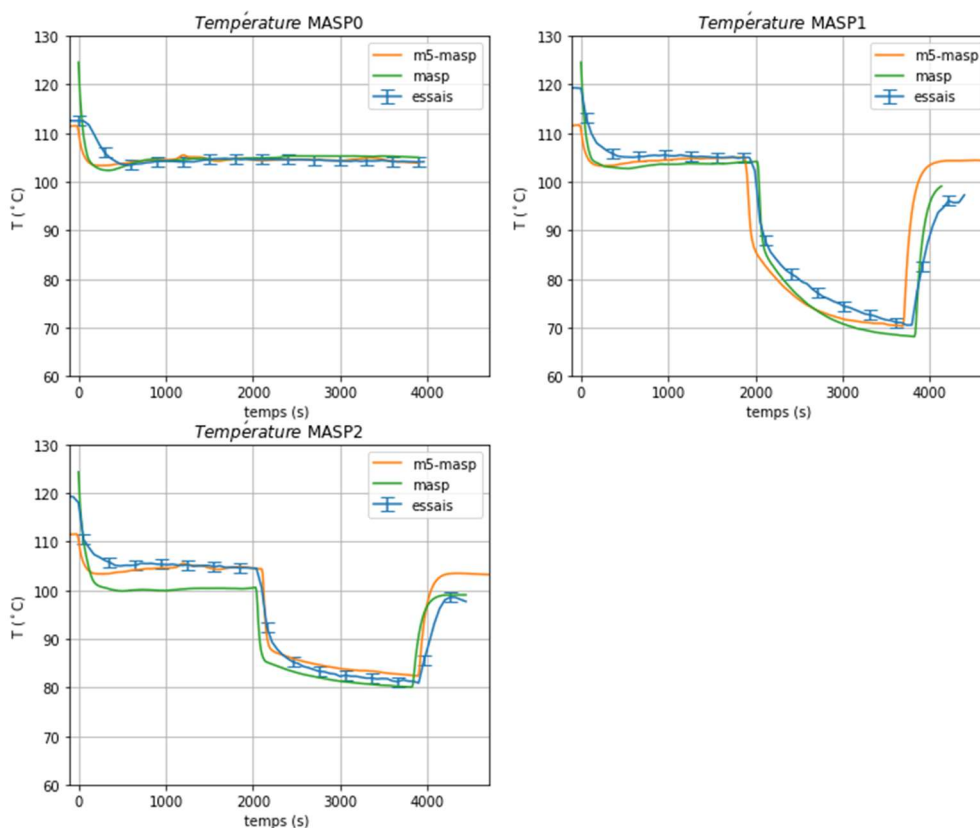 Température MASP0
130
120
110
100
90
80
70
60
T (°C)
0
1000
2000
3000
4000
temps (s)
m5-masp
masp
essais
Température MASP1
130
120
110
100
90
80
70
60
T (°C)
0
1000
2000
3000
4000
temps (s)
m5-masp
masp
essais
Température MASP2
130
120
110
100
90
80
70
60
T (°C)
0
1000
2000
3000
4000
temps (s)
m5-masp
masp
essais